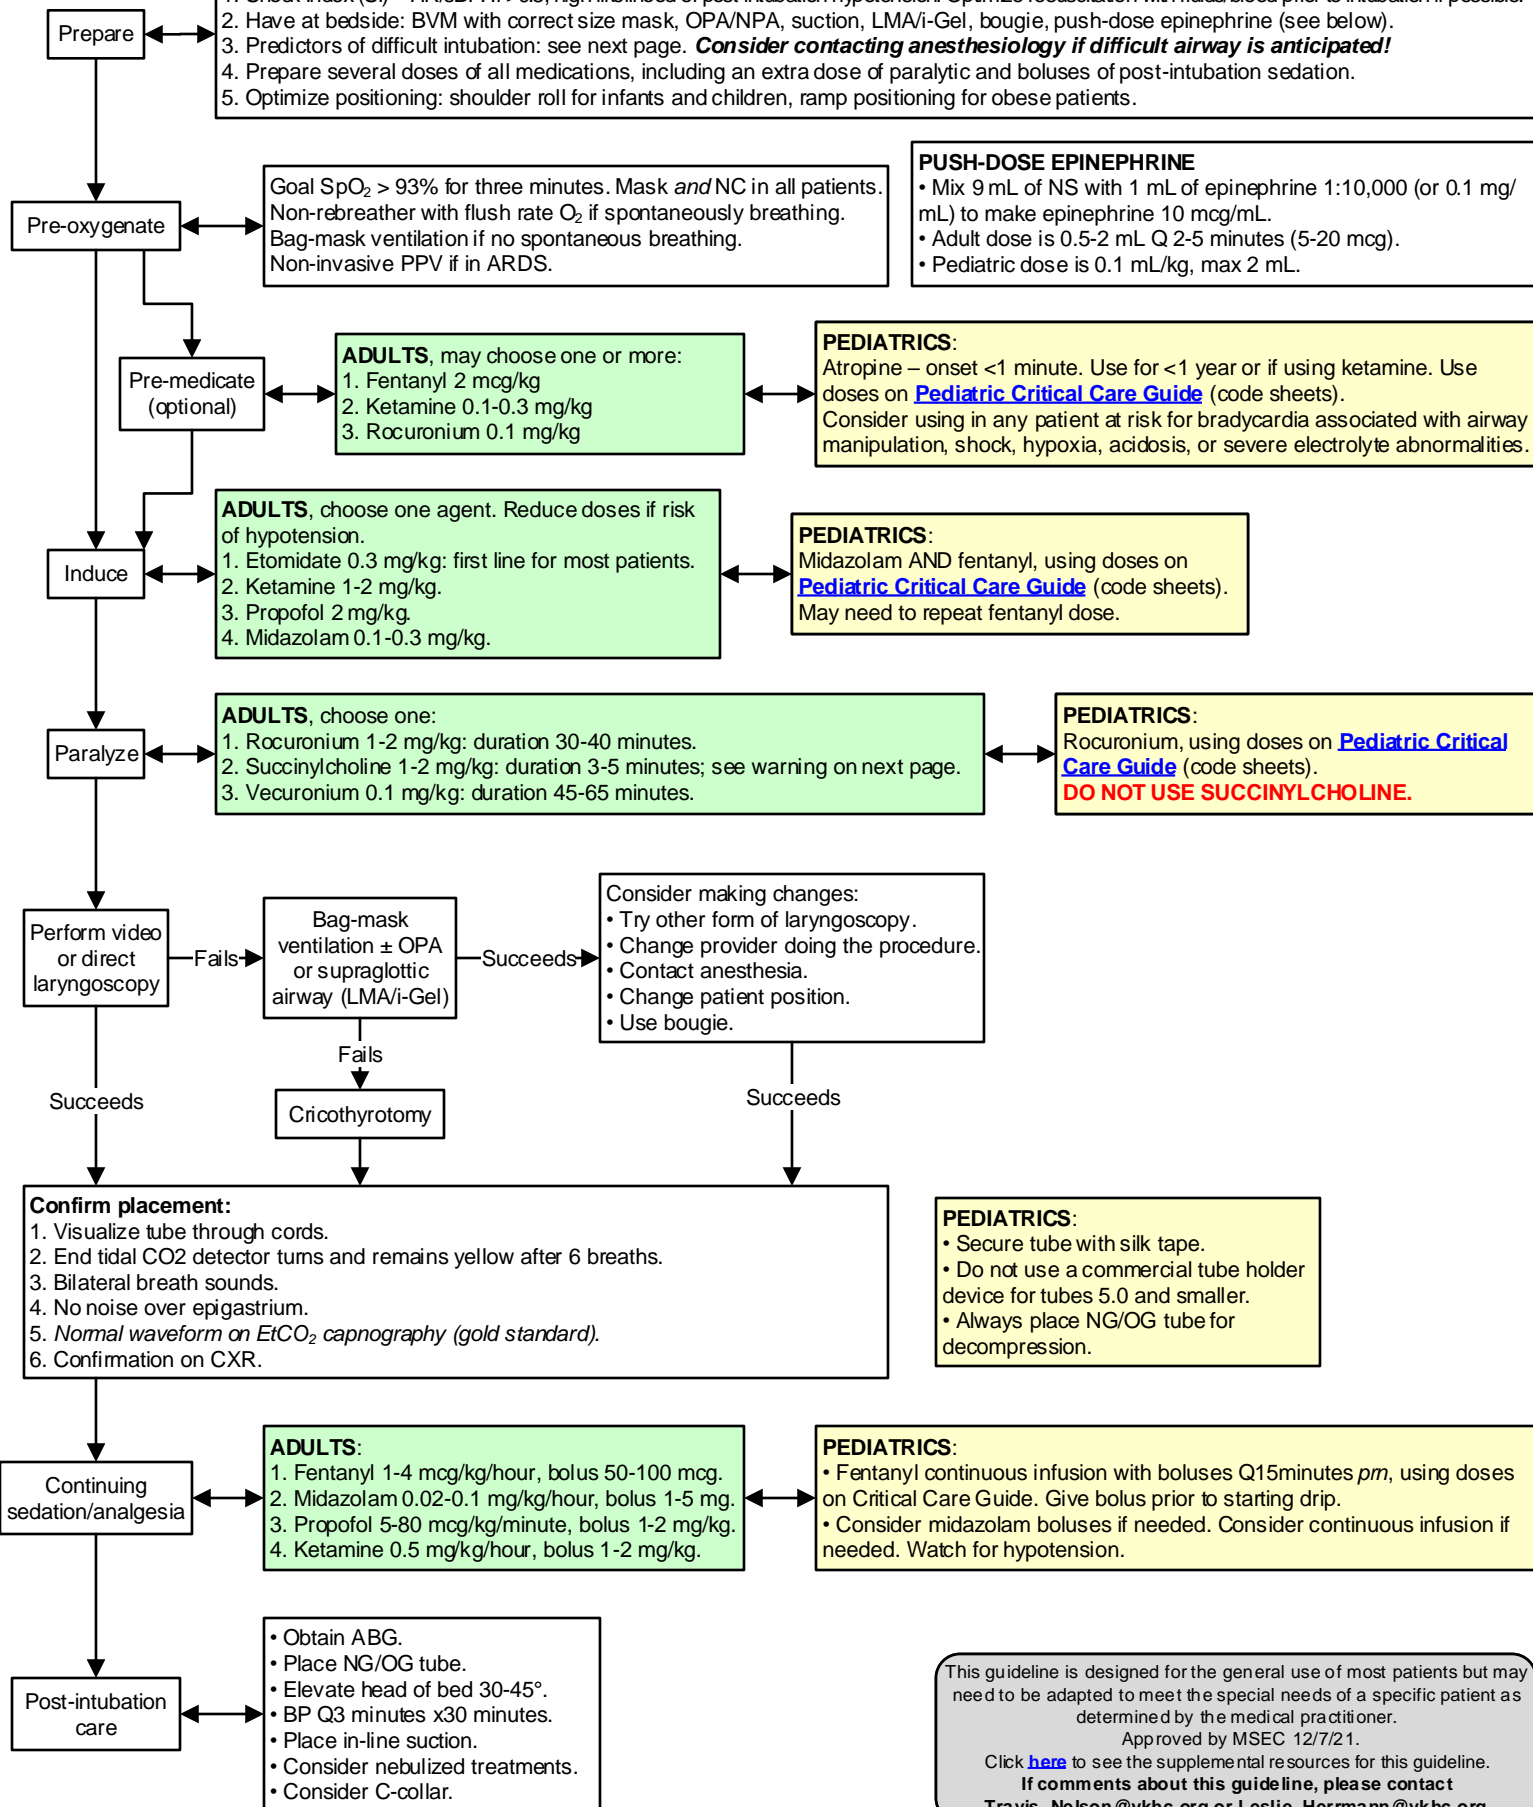 Prepare
2. Have at bedside: BVM with correct size mask, OPA/NPA, suction, LMA/i-Gel, bougie, push-dose epinephrine (see below).
3. Predictors of difficult intubation: see next page. Consider contacting anesthesiology if difficult airway is anticipated!
4. Prepare several doses of all medications, including an extra dose of paralytic and boluses of post-intubation sedation.
5. Optimize positioning: shoulder roll for infants and children, ramp positioning for obese patients.
Pre-oxygenate
Goal SpO₂ > 93% for three minutes. Mask and NC in all patients.
Non-rebreather with flush rate O₂ if spontaneously breathing.
Bag-mask ventilation if no spontaneous breathing.
Non-invasive PPV if in ARDS.
PUSH-DOSE EPINEPHRINE
• Mix 9 mL of NS with 1 mL of epinephrine 1:10,000 (or 0.1 mg/
mL) to make epinephrine 10 mcg/mL.
• Adult dose is 0.5-2 mL Q 2-5 minutes (5-20 mcg).
• Pediatric dose is 0.1 mL/kg, max 2 mL.
Pre-medicate
(optional)
ADULTS, may choose one or more:
1. Fentanyl 2 mcg/kg
2. Ketamine 0.1-0.3 mg/kg
3. Rocuronium 0.1 mg/kg
PEDIATRICS:
Atropine – onset <1 minute. Use for <1 year or if using ketamine. Use
doses on Pediatric Critical Care Guide (code sheets).
Consider using in any patient at risk for bradycardia associated with airway
manipulation, shock, hypoxia, acidosis, or severe electrolyte abnormalities.
Induce
ADULTS, choose one agent. Reduce doses if risk
of hypotension.
1. Etomidate 0.3 mg/kg: first line for most patients.
2. Ketamine 1-2 mg/kg.
3. Propofol 2 mg/kg.
4. Midazolam 0.1-0.3 mg/kg.
PEDIATRICS:
Midazolam AND fentanyl, using doses on
Pediatric Critical Care Guide (code sheets).
May need to repeat fentanyl dose.
Paralyze
ADULTS, choose one:
1. Rocuronium 1-2 mg/kg: duration 30-40 minutes.
2. Succinylcholine 1-2 mg/kg: duration 3-5 minutes; see warning on next page.
3. Vecuronium 0.1 mg/kg: duration 45-65 minutes.
PEDIATRICS:
Rocuronium, using doses on Pediatric Critical
Care Guide (code sheets).
DO NOT USE SUCCINYLCHOLINE.
Perform video
or direct
laryngoscopy
Fails
Bag-mask
ventilation ± OPA
or supraglottic
airway (LMA/i-Gel)
Succeeds
Consider making changes:
• Try other form of laryngoscopy.
• Change provider doing the procedure.
• Contact anesthesia.
• Change patient position.
• Use bougie.
Fails
Succeeds
Cricothyrotomy
Succeeds
Confirm placement:
1. Visualize tube through cords.
2. End tidal CO2 detector turns and remains yellow after 6 breaths.
3. Bilateral breath sounds.
4. No noise over epigastrium.
5. Normal waveform on EtCO₂ capnography (gold standard).
6. Confirmation on CXR.
PEDIATRICS:
• Secure tube with silk tape.
• Do not use a commercial tube holder
device for tubes 5.0 and smaller.
• Always place NG/OG tube for
decompression.
Continuing
sedation/analgesia
ADULTS:
1. Fentanyl 1-4 mcg/kg/hour, bolus 50-100 mcg.
2. Midazolam 0.02-0.1 mg/kg/hour, bolus 1-5 mg.
3. Propofol 5-80 mcg/kg/minute, bolus 1-2 mg/kg.
4. Ketamine 0.5 mg/kg/hour, bolus 1-2 mg/kg.
PEDIATRICS:
• Fentanyl continuous infusion with boluses Q15minutes prn, using doses
on Critical Care Guide. Give bolus prior to starting drip.
• Consider midazolam boluses if needed. Consider continuous infusion if
needed. Watch for hypotension.
Post-intubation
care
• Obtain ABG.
• Place NG/OG tube.
• Elevate head of bed 30-45°.
• BP Q3 minutes x30 minutes.
• Place in-line suction.
• Consider nebulized treatments.
• Consider C-collar.
This guideline is designed for the general use of most patients but may
need to be adapted to meet the special needs of a specific patient as
determined by the medical practitioner.
Approved by MSEC 12/7/21.
Click here to see the supplemental resources for this guideline.
If comments about this guideline, please contact
Travis_Nelson@ykhc.org or Leslie_Herrmann@ykhc.org